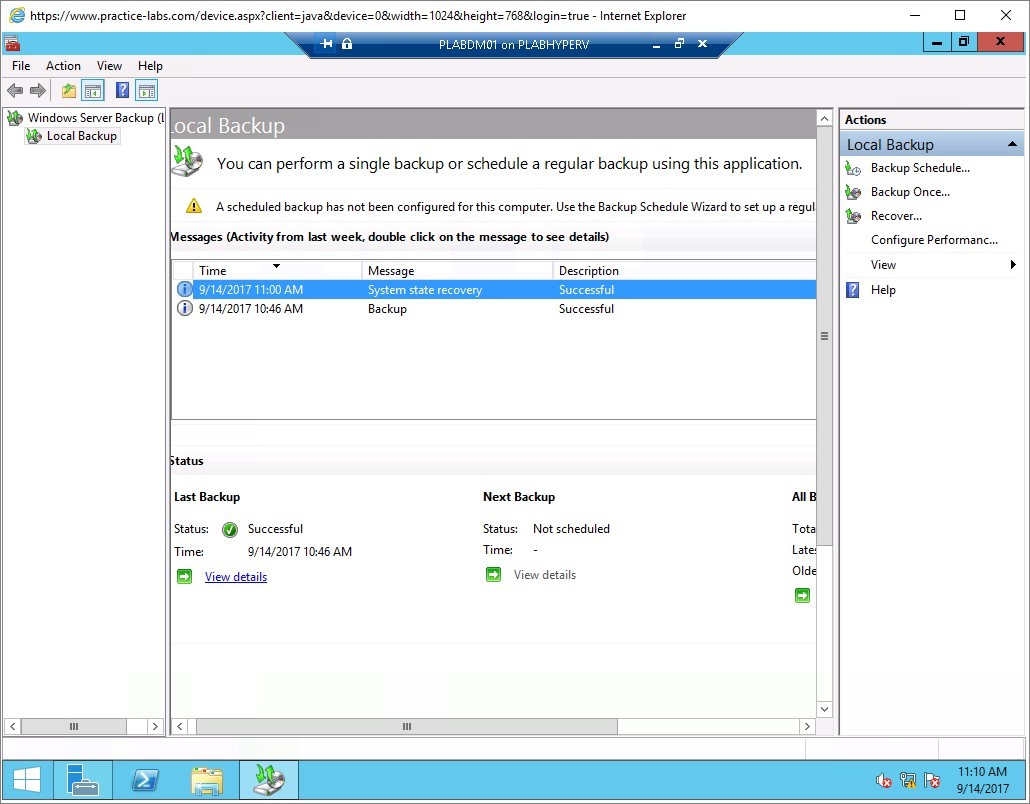 https://www.practice-labs.com/device.aspx?client=java&device=0&width=1024&height=768&login=true - Internet Explorer
PLABDM01 on PLABHYPERV
File Action View Help
Windows Server Backup (L
Local Backup
ocal Backup
You can perform a single backup or schedule a regular backup using this application.
A scheduled backup has not been configured for this computer. Use the Backup Schedule Wizard to set up a regul
Messages (Activity from last week, double click on the message to see details)
Time Message Description
9/14/2017 11:00 AM System state recovery Successful
9/14/2017 10:46 AM Backup Successful
Status
Last Backup Next Backup All B
Status: Successful Status: Not scheduled Tota
Time: 9/14/2017 10:46 AM Time: - Lates
Olde
View details View details
Actions
Local Backup
Backup Schedule...
Backup Once...
Recover...
Configure Performanc...
View
Help
11:10 AM
9/14/2017